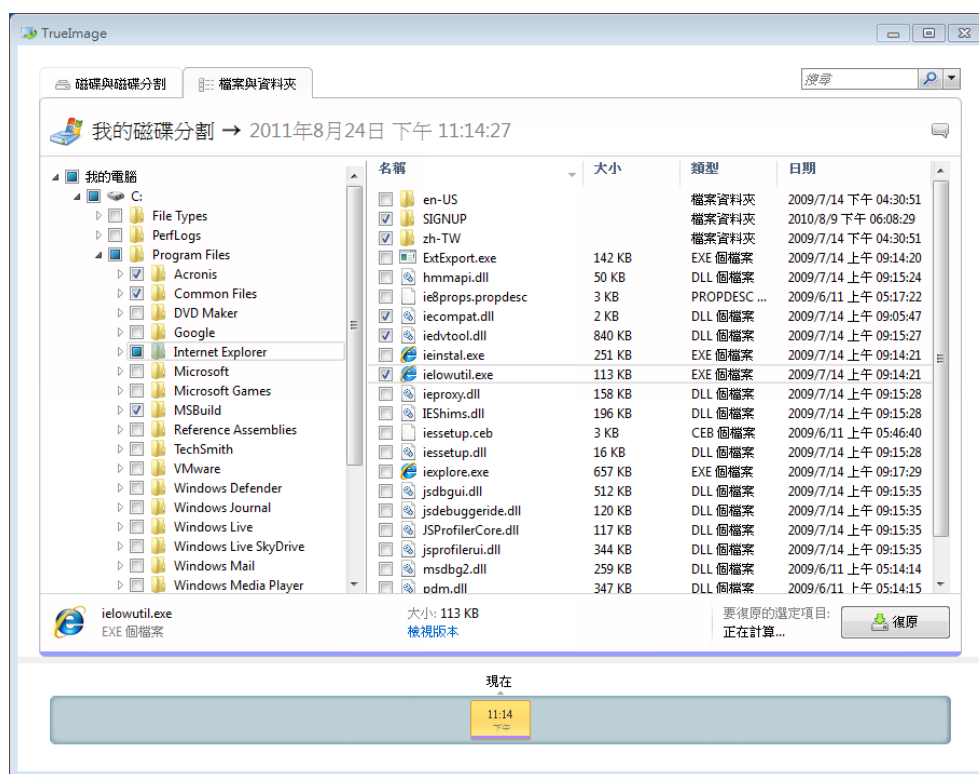 TrueImage
磁碟與磁碟分割
檔案與資料夾
搜尋
我的磁碟分割 → 2011年8月24日 下午 11:14:27
我的電腦
C:
File Types
PerfLogs
Program Files
Acronis
Common Files
DVD Maker
Google
Internet Explorer
Microsoft
Microsoft Games
MSBuild
Reference Assemblies
TechSmith
VMware
Windows Defender
Windows Journal
Windows Live
Windows Live SkyDrive
Windows Mail
Windows Media Player
名稱 大小 類型 日期
en-US 檔案資料夾 2009/7/14 下午 04:30:51
SIGNUP 檔案資料夾 2010/8/9 下午 06:08:29
zh-TW 檔案資料夾 2009/7/14 下午 04:30:51
ExtExport.exe 142 KB EXE 個檔案 2009/7/14 上午 09:14:20
hmmapi.dll 50 KB DLL 個檔案 2009/7/14 上午 09:15:24
ie8props.propdesc 3 KB PROPDESC ... 2009/6/11 上午 05:17:22
iecompat.dll 2 KB DLL 個檔案 2009/7/14 上午 09:05:47
iedvtool.dll 840 KB DLL 個檔案 2009/7/14 上午 09:15:27
ieinstal.exe 251 KB EXE 個檔案 2009/7/14 上午 09:14:21
ielowutil.exe 113 KB EXE 個檔案 2009/7/14 上午 09:14:21
ieproxy.dll 158 KB DLL 個檔案 2009/7/14 上午 09:15:28
IEShims.dll 196 KB DLL 個檔案 2009/7/14 上午 09:15:28
iessetup.ceb 3 KB CEB 個檔案 2009/6/11 上午 05:46:40
iessetup.dll 16 KB DLL 個檔案 2009/7/14 上午 09:15:28
iexplore.exe 657 KB EXE 個檔案 2009/7/14 上午 09:17:29
jsdbgui.dll 512 KB DLL 個檔案 2009/7/14 上午 09:15:35
jsdebuggeride.dll 120 KB DLL 個檔案 2009/7/14 上午 09:15:35
JSProfilerCore.dll 117 KB DLL 個檔案 2009/7/14 上午 09:15:35
jsprofilerui.dll 344 KB DLL 個檔案 2009/7/14 上午 09:15:35
msdbg2.dll 259 KB DLL 個檔案 2009/6/11 上午 05:14:14
pdm.dll 347 KB DLL 個檔案 2009/6/11 上午 05:14:15
ielowutil.exe
EXE 個檔案
大小: 113 KB
檢視版本
要復原的選定項目:
正在計算...
復原
現在
11:14
下午